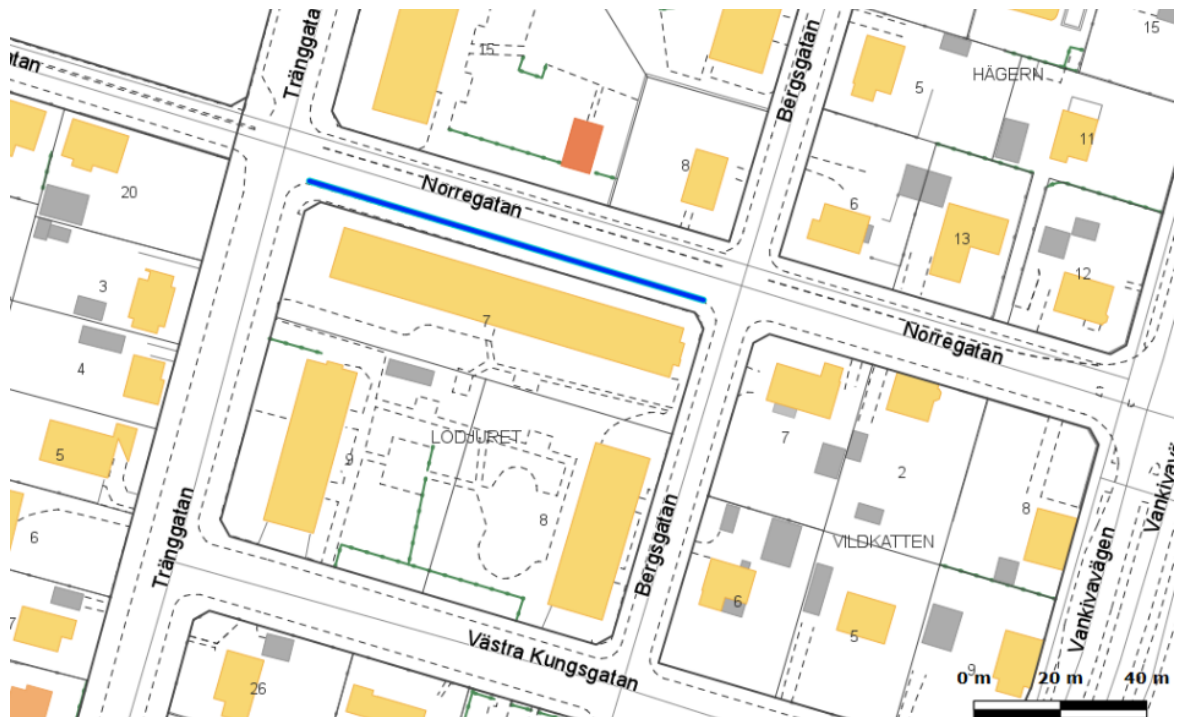 15
15
HÄGERN
Tränggatan
Bergsgatan
5
atan
11
20
8
Norregatan
6
13
12
3
7
Norregatan
4
LODJURET
7
5
9
2
8
8
6
Tränggatan
Bergsgatan
VILDKATTEN
Vankivavägen
Vankivavä
6
5
7
Västra Kungsgatan
9
26
0 m 20 m 40 m